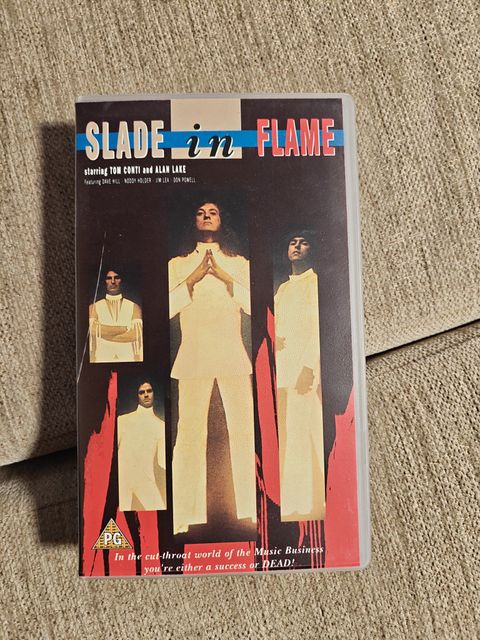 SLADE in FLAME
starring TOM CONTI and ALAN LAKE
Featuring DAVE HILL · NODDY HOLDER · JIM LEA · DON POWELL
PG
In the cut-throat world of the Music Business
you're either a success or DEAD!